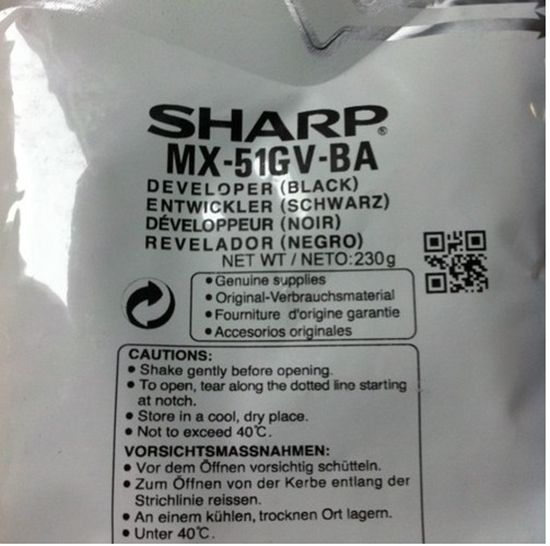 SHARP®
MX-51GV-BA
DEVELOPER (BLACK)
ENTWICKLER (SCHWARZ)
DÉVELOPPEUR (NOIR)
REVELADOR (NEGRO)
NET WT / NETO:230g
• Genuine supplies
• Original-Verbrauchsmaterial
• Fourniture d'origine garantie
• Accesorios originales
CAUTIONS:
• Shake gently before opening.
• To open, tear along the dotted line starting
at notch.
• Store in a cool, dry place.
• Not to exceed 40℃.
VORSICHTSMASSNAHMEN:
• Vor dem Öffnen vorsichtig schütteln.
• Zum Öffnen von der Kerbe entlang der
Strichlinie reissen.
• An einem kühlen, trocknen Ort lagern.
• Unter 40℃.